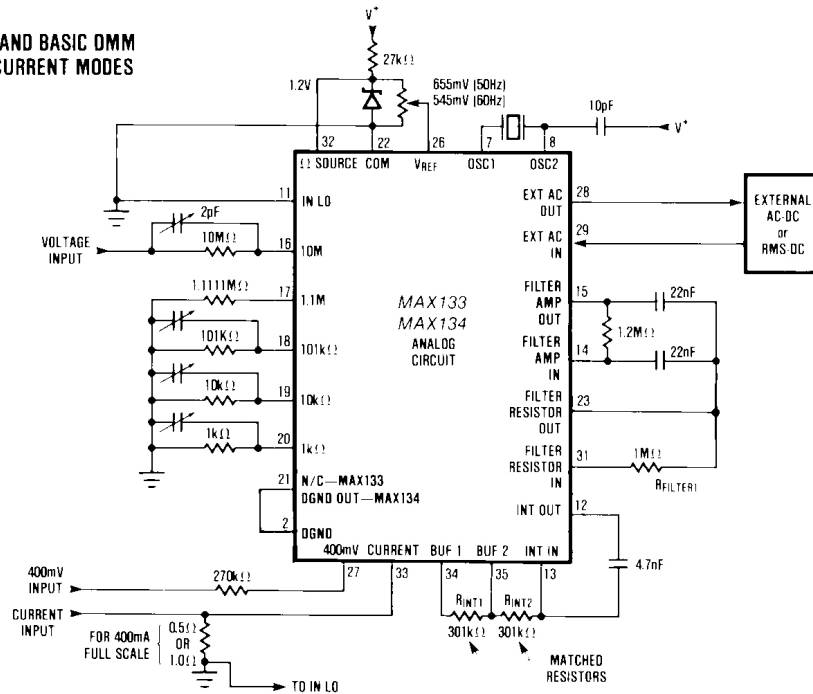 AND BASIC DMM
CURRENT MODES
V+
27kΩ
1.2V
655mV (50Hz)
545mV (60Hz)
10pF
V+
32
22
26
7
8
Ω SOURCE
COM
VREF
OSC1
OSC2
11
IN LO
2pF
VOLTAGE
INPUT
10MΩ
16
10M
1.1111MΩ
17
1.1M
101KΩ
18
101kΩ
10kΩ
19
10kΩ
1kΩ
20
1kΩ
21
N/C—MAX133
DGND OUT—MAX134
2
DGND
MAX133
MAX134
ANALOG
CIRCUIT
EXT AC
OUT
28
EXT AC
IN
29
EXTERNAL
AC-DC
or
RMS-DC
FILTER
AMP
OUT
15
22nF
1.2MΩ
FILTER
AMP
IN
14
22nF
FILTER
RESISTOR
OUT
23
FILTER
RESISTOR
IN
31
1MΩ
RFILTER1
INT OUT
12
4.7nF
400mV
CURRENT
BUF 1
BUF 2
INT IN
27
33
34
35
13
400mV
INPUT
270kΩ
CURRENT
INPUT
FOR 400mA
FULL SCALE
0.5Ω
OR
1.0Ω
TO IN LO
RINT1
RINT2
301kΩ
301kΩ
MATCHED
RESISTORS